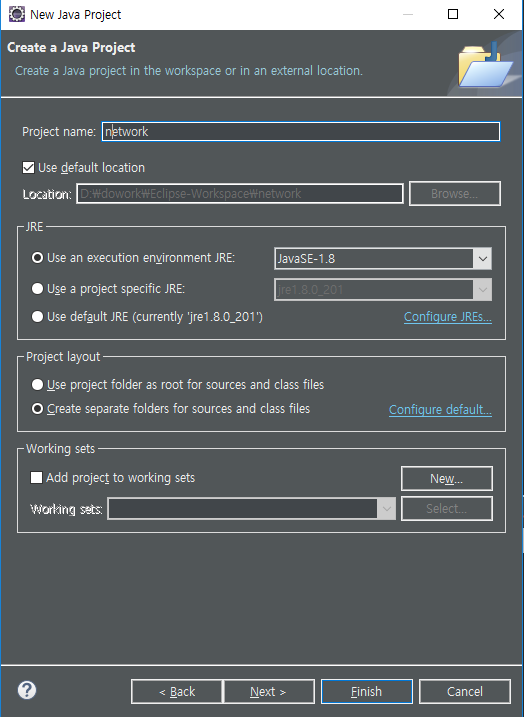 New Java Project
Create a Java Project
Create a Java project in the workspace or in an external location.
Project name: network
Use default location
Location: D:₩dowork₩Eclipse-Workspace₩network Browse...
JRE
Use an execution environment JRE: JavaSE-1.8
Use a project specific JRE: jre1.8.0_201
Use default JRE (currently 'jre1.8.0_201') Configure JREs...
Project layout
Use project folder as root for sources and class files
Create separate folders for sources and class files Configure default...
Working sets
Add project to working sets New...
Working sets: Select...
? < Back Next > Finish Cancel